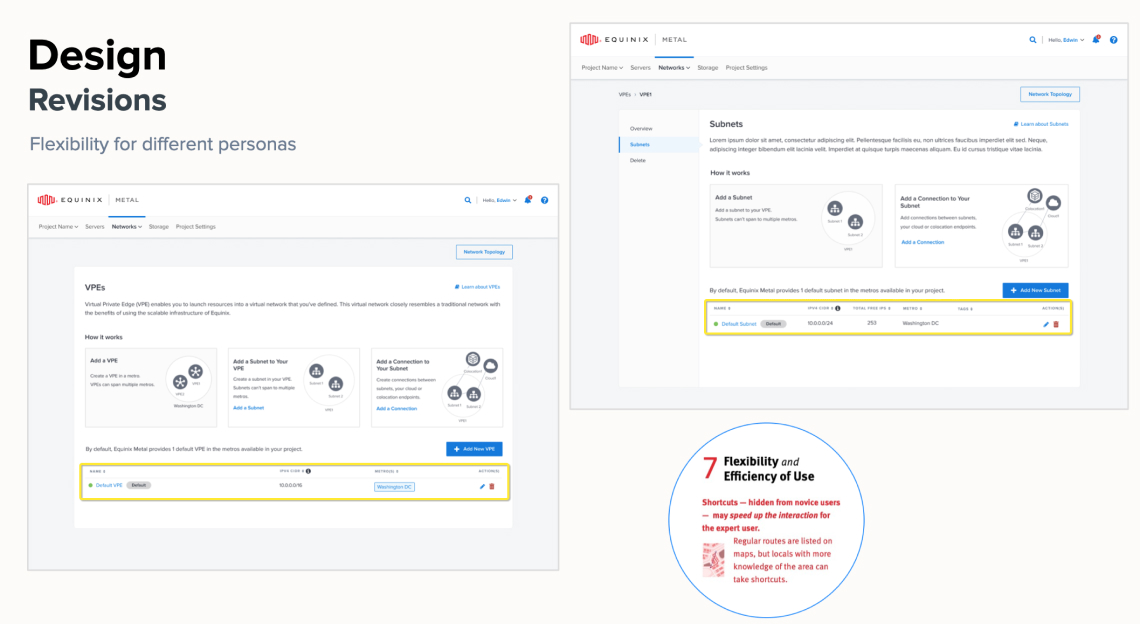 Design
Revisions
Flexibility for different personas
EQUINIX METAL
Hello, Edwin
Project Name Servers Networks Storage Project Settings
Network Topology
VPEs
Learn about VPEs
Virtual Private Edge (VPE) enables you to launch resources into a virtual network that you've defined. This virtual network closely resembles a traditional network with
the benefits of using the scalable infrastructure of Equinix.
How it works
Add a VPE
Create a VPE in a metro.
VPEs can span multiple metros.
VPE2
Washington DC
Add a Subnet to Your
VPE
Create a subnet in your VPE.
Subnets can't span to multiple
metros.
Add a Subnet
Subnet 1
Subnet 2
VPE1
Add a Connection to
Your Subnet
Create connections between
subnets, your cloud or
colocation endpoints.
Add a Connection
Colocation1
Cloud1
Subnet 1 Subnet 2
VPE1
By default, Equinix Metal provides 1 default VPE in the metros available in your project.
+ Add New VPE
NAME IPV4 CIDR METRO(S) ACTION(S)
Default VPE Default 10.0.0.0/16 Washington DC
EQUINIX METAL
Hello, Edwin
Project Name Servers Networks Storage Project Settings
VPEs > VPE1
Network Topology
Overview
Subnets
Delete
Subnets
Learn about Subnets
Lorem ipsum dolor sit amet, consectetur adipiscing elit. Pellentesque facilisis eu, non ultrices faucibus imperdiet elit sed. Neque,
adipiscing integer bibendum elit lacinia velit. Imperdiet at quisque turpis maecenas aliquam. Eu id cursus tristique vitae lacinia.
How it works
Add a Subnet
Add a subnet to your VPE.
Subnets can't span to multiple metros.
Subnet 1
Subnet 2
VPE1
Add a Connection to Your
Subnet
Add connections between subnets,
your cloud or colocation endpoints.
Add a Connection
Colocation1
Cloud1
Subnet 1 Subnet 2
VPE1
By default, Equinix Metal provides 1 default subnet in the metros available in your project.
+ Add New Subnet
NAME IPV4 CIDR TOTAL FREE IPS METRO TAGS ACTION(S)
Default Subnet Default 10.0.0.0/24 253 Washington DC
7 Flexibility and
Efficiency of Use
Shortcuts — hidden from novice users
— may speed up the interaction for
the expert user.
Regular routes are listed on
maps, but locals with more
knowledge of the area can
take shortcuts.